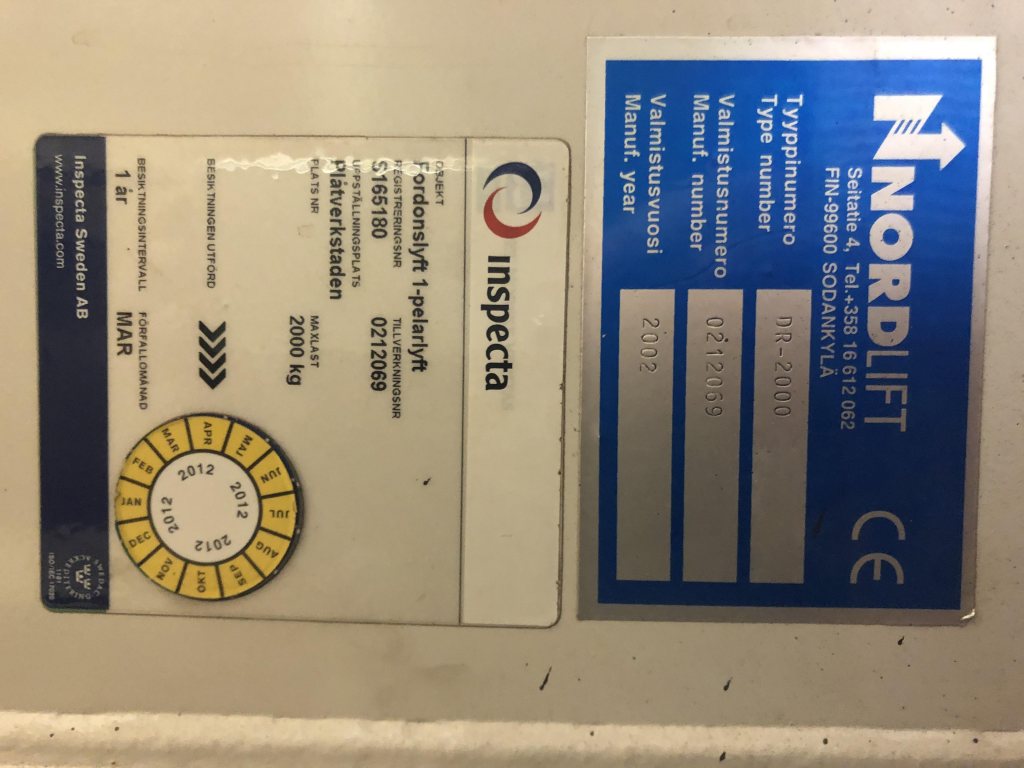 NORDLIFT CE
Seitatie 4, Tel.+358 16 612 062
FIN-99600 SODANKYLÄ
Tyyppinumero
Type number
DR-2000
Valmistusnumero
Manuf. number
0212069
Valmistusvuosi
Manuf. year
2002
Inspecta
OBJEKT
Fordonslyft 1-pelarlyft
REGISTRERINGSNR TILLVERKNINGSNR
S165180 0212069
UPPSTÄLLNINGSPLATS
Plåtverkstaden
PLATS NR MAXLAST
2000 kg
BESIKTNINGEN UTFÖRD
JAN FEB MAR APR MAJ JUN JUL AUG SEP OKT NOV DEC
2012 2012 2012 2012
BESIKTNINGSINTERVALL FÖRFALLOMÅNAD
1 år MAR
Inspecta Sweden AB
www.inspecta.com